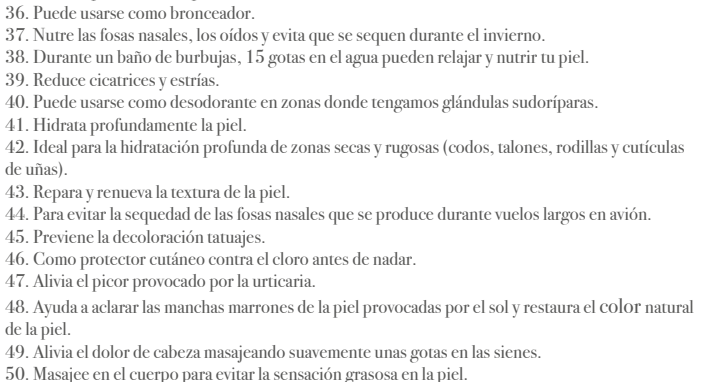 36. Puede usarse como bronceador.
37. Nutre las fosas nasales, los oídos y evita que se sequen durante el invierno.
38. Durante un baño de burbujas, 15 gotas en el agua pueden relajar y nutrir tu piel.
39. Reduce cicatrices y estrías.
40. Puede usarse como desodorante en zonas donde tengamos glándulas sudoríparas.
41. Hidrata profundamente la piel.
42. Ideal para la hidratación profunda de zonas secas y rugosas (codos, talones, rodillas y cutículas
de uñas).
43. Repara y renueva la textura de la piel.
44. Para evitar la sequedad de las fosas nasales que se produce durante vuelos largos en avión.
45. Previene la decoloración tatuajes.
46. Como protector cutáneo contra el cloro antes de nadar.
47. Alivia el picor provocado por la urticaria.
48. Ayuda a aclarar las manchas marrones de la piel provocadas por el sol y restaura el color natural
de la piel.
49. Alivia el dolor de cabeza masajeando suavemente unas gotas en las sienes.
50. Masajee en el cuerpo para evitar la sensación grasosa en la piel.